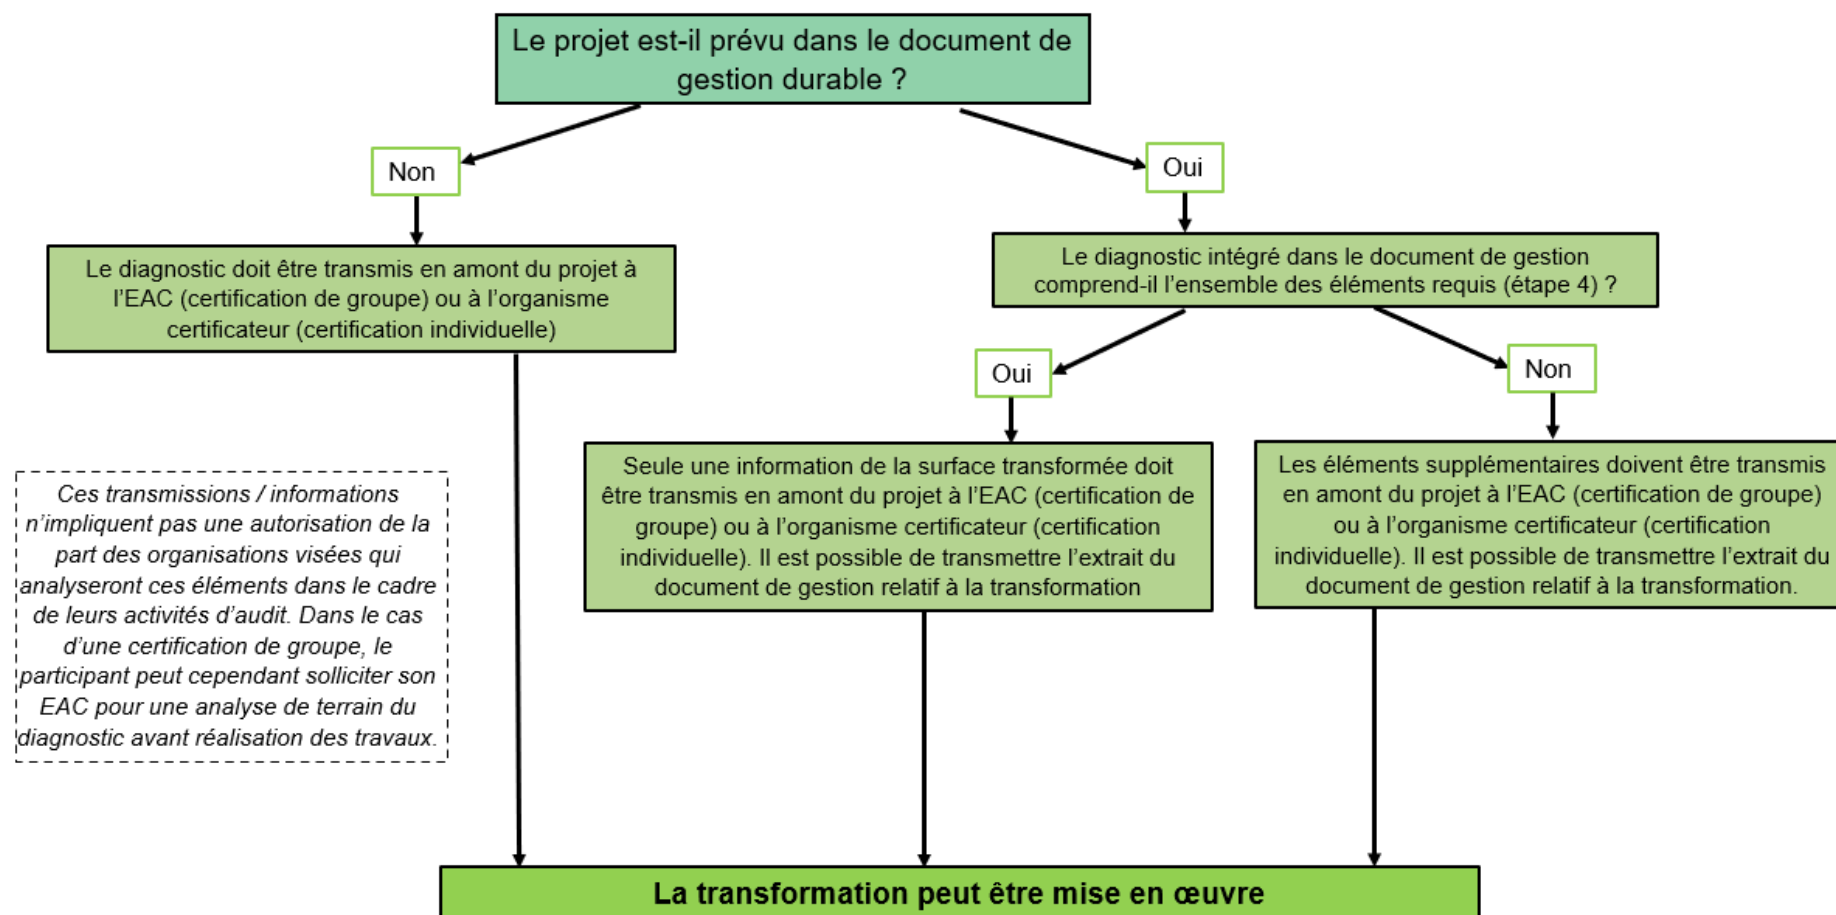 Le projet est-il prévu dans le document de
gestion durable ?
Non
Oui
Le diagnostic doit être transmis en amont du projet à
l’EAC (certification de groupe) ou à l’organisme
certificateur (certification individuelle)
Le diagnostic intégré dans le document de gestion
comprend-il l’ensemble des éléments requis (étape 4) ?
Oui
Non
Seule une information de la surface transformée doit
être transmis en amont du projet à l’EAC (certification de
groupe) ou à l’organisme certificateur (certification
individuelle). Il est possible de transmettre l’extrait du
document de gestion relatif à la transformation
Les éléments supplémentaires doivent être transmis
en amont du projet à l’EAC (certification de groupe)
ou à l’organisme certificateur (certification
individuelle). Il est possible de transmettre l’extrait du
document de gestion relatif à la transformation.
Ces transmissions / informations
n’impliquent pas une autorisation de la
part des organisations visées qui
analyseront ces éléments dans le cadre
de leurs activités d’audit. Dans le cas
d’une certification de groupe, le
participant peut cependant solliciter son
EAC pour une analyse de terrain du
diagnostic avant réalisation des travaux.
La transformation peut être mise en œuvre